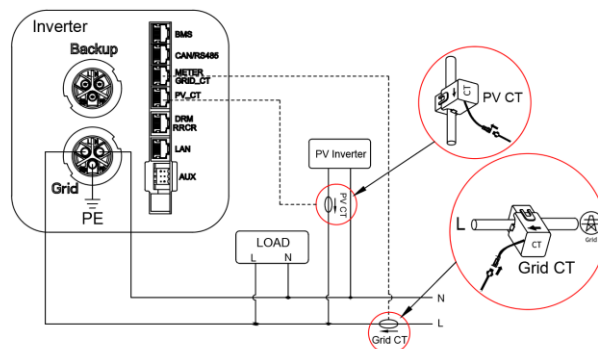 Inverter
Backup
BMS
CAN/RS485
METER
GRID_CT
PV_CT
DRM
RRCR
LAN
AUX
Grid
PE
PV Inverter
PV CT
LOAD
L N
N
L
Grid CT
CT
PV CT
L
CT
Grid
Grid CT